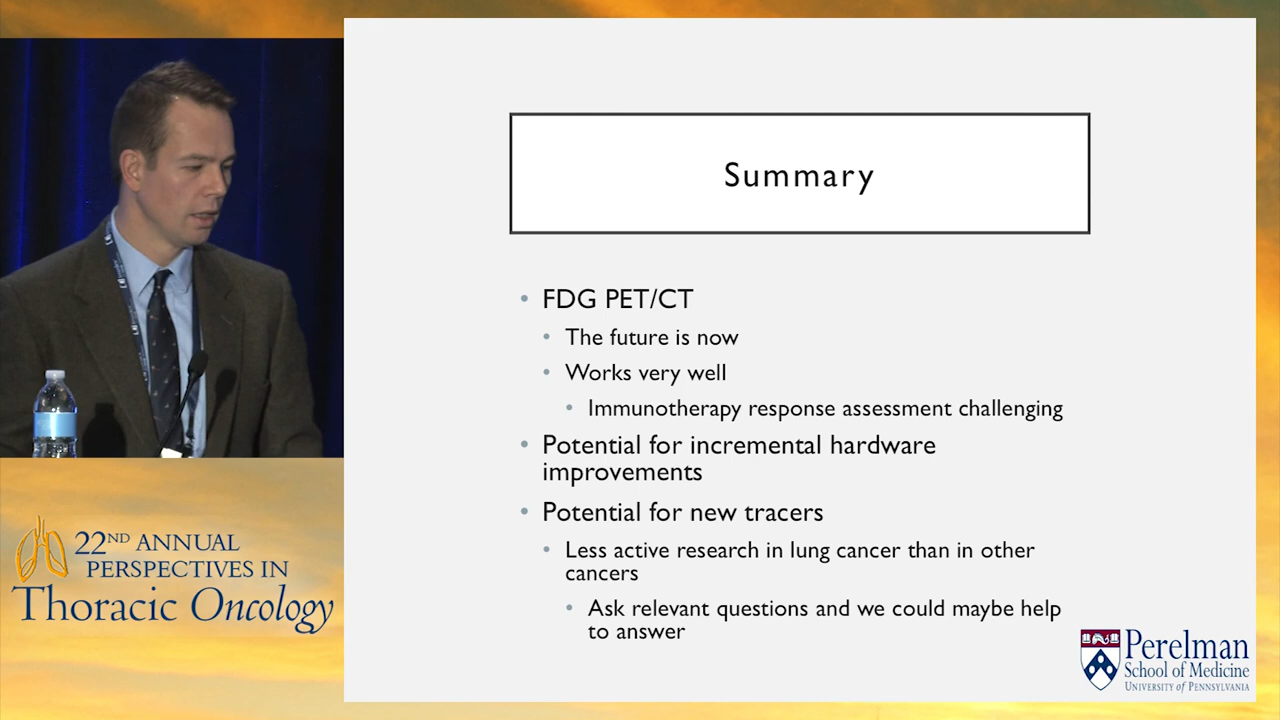 Summary
• FDG PET/CT
• The future is now
• Works very well
• Immunotherapy response assessment challenging
• Potential for incremental hardware
improvements
• Potential for new tracers
• Less active research in lung cancer than in other
cancers
• Ask relevant questions and we could maybe help
to answer
22ND ANNUAL
PERSPECTIVES IN
Thoracic Oncology
Perelman
School of Medicine
UNIVERSITY of PENNSYLVANIA